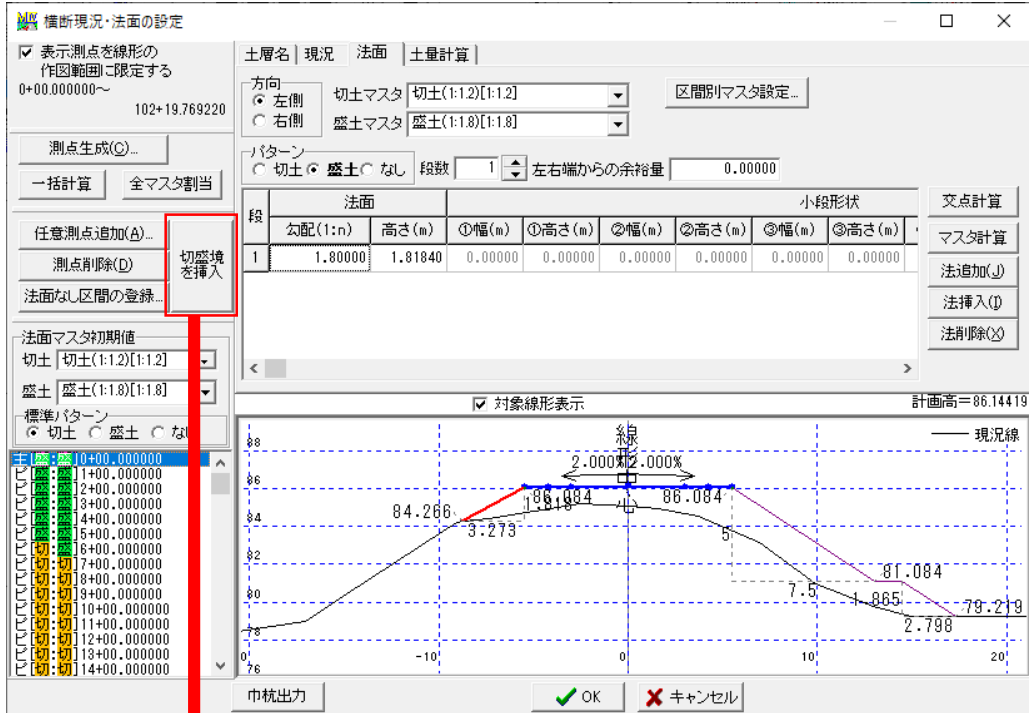 横断現況・法面の設定
表示測点を線形の
作図範囲に限定する
0+00.000000～
102+19.769220
測点生成(C)...
一括計算 全マスタ割当
任意測点追加(A)...
測点削除(D)
法面なし区間の登録...
切盛境
を挿入
法面マスタ初期値
切土 切土(1:1.2)[1:1.2]
盛土 盛土(1:1.8)[1:1.8]
標準パターン
切土 盛土 な
主[盛:盛]0+00.000000
ピ[盛:盛]1+00.000000
ピ[盛:盛]2+00.000000
ピ[盛:盛]3+00.000000
ピ[盛:盛]4+00.000000
ピ[盛:盛]5+00.000000
ピ[切:盛]6+00.000000
ピ[切:切]7+00.000000
ピ[切:切]8+00.000000
ピ[切:切]9+00.000000
ピ[切:切]10+00.000000
ピ[切:切]11+00.000000
ピ[切:切]12+00.000000
ピ[切:切]13+00.000000
ピ[切:切]14+00.000000
土層名 現況 法面 土量計算
方向
左側
右側
切土マスタ 切土(1:1.2)[1:1.2]
盛土マスタ 盛土(1:1.8)[1:1.8]
区間別マスタ設定...
パターン
切土 盛土 なし 段数 1 左右端からの余裕量 0.00000
段 法面 小段形状
勾配(1:n) 高さ(m) ①幅(m) ①高さ(m) ②幅(m) ②高さ(m) ③幅(m) ③高さ(m)
1 1.80000 1.81840 0.00000 0.00000 0.00000 0.00000 0.00000 0.00000
交点計算
マスタ計算
法追加(J)
法挿入(I)
法削除(X)
対象線形表示 計画高=86.14419
線形
中
心
現況線
2.000% 2.000%
88
86
84
82
80
78
76
86.084 86.084
1.818
84.266
3.273
5
7.5
81.084
1.865
79.219
2.798
0 -10 0 10 20
巾杭出力 OK キャンセル